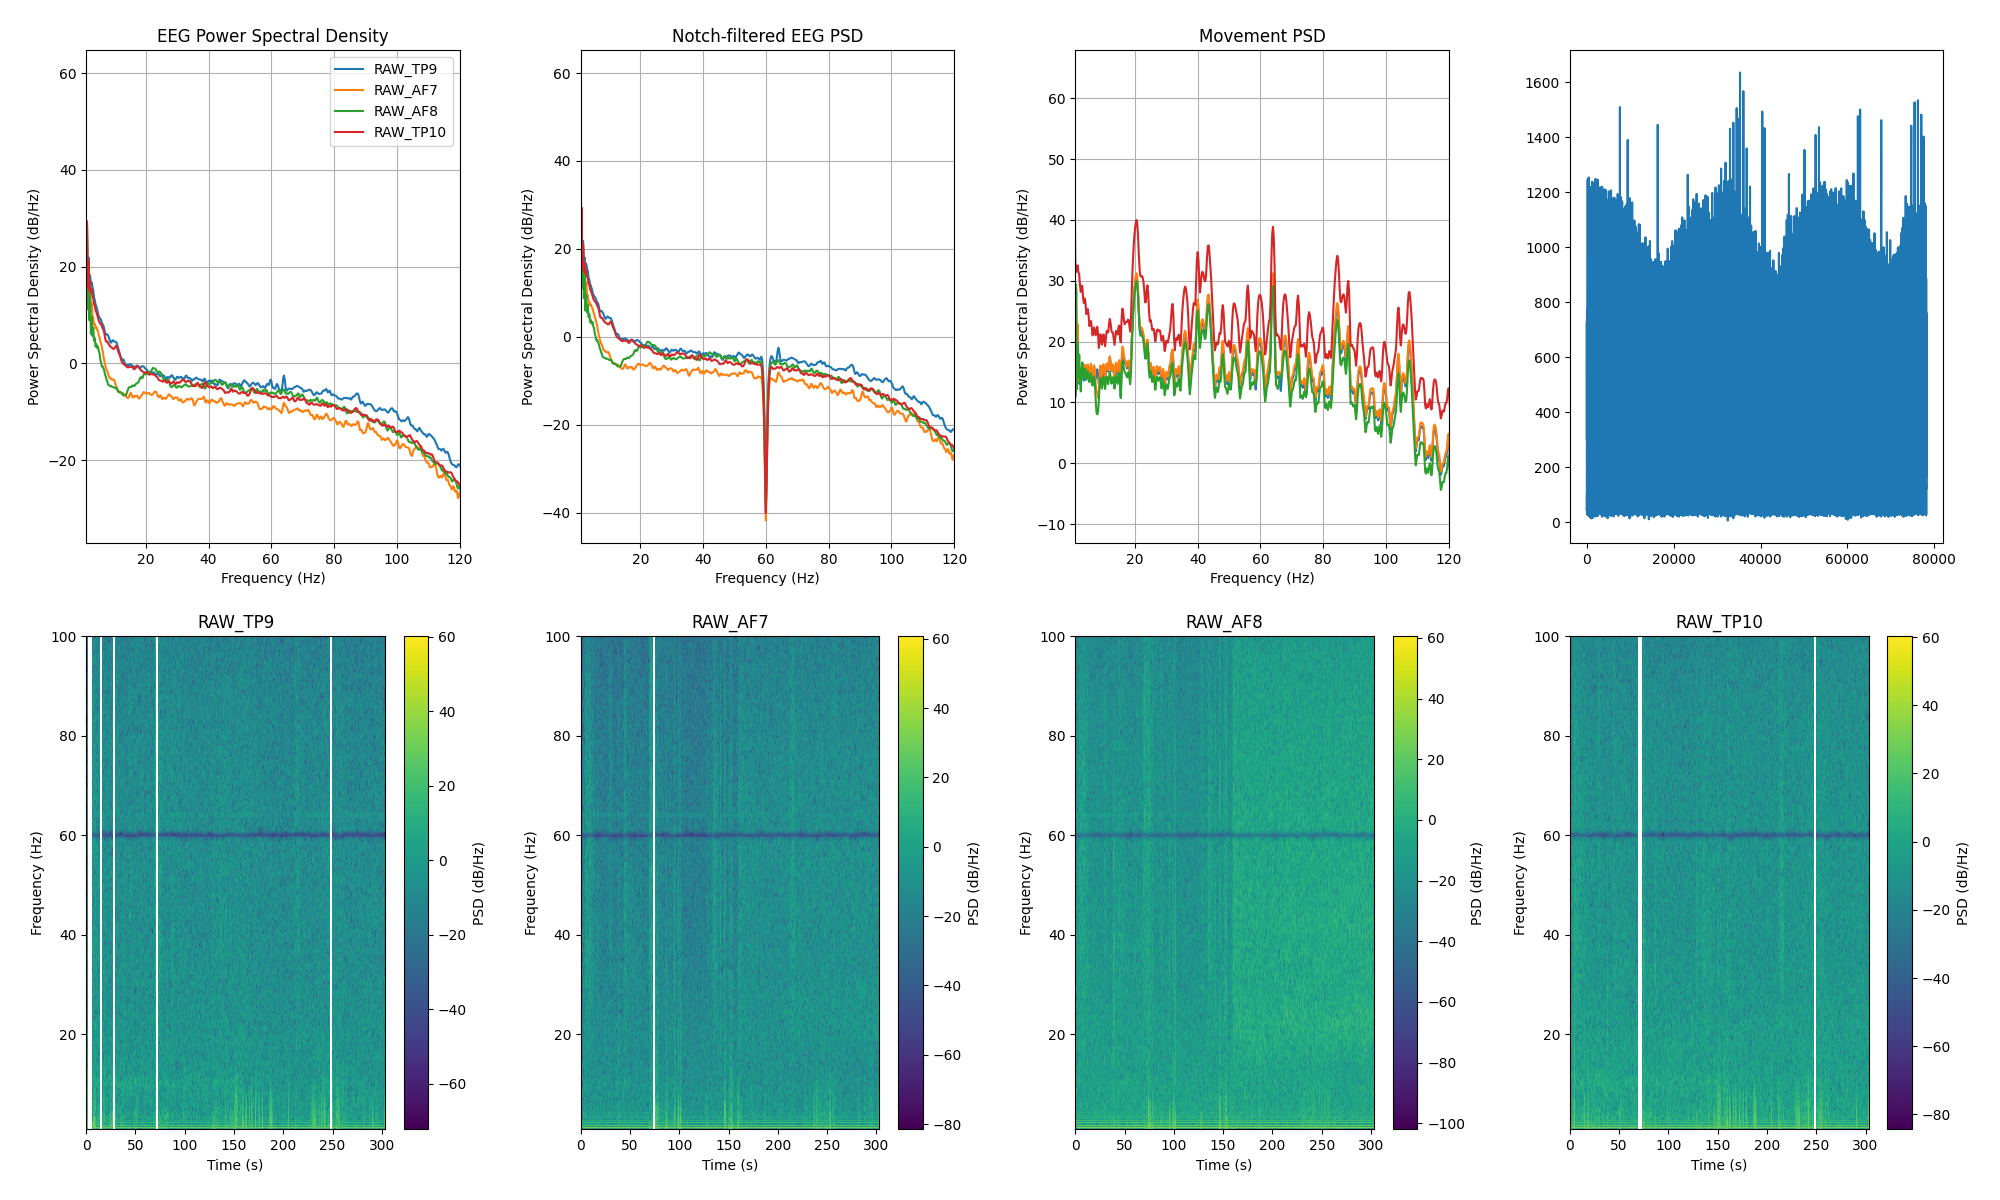 EEG Power Spectral Density
Power Spectral Density (dB/Hz)
60
40
20
0
−20
RAW_TP9
RAW_AF7
RAW_AF8
RAW_TP10
20 40 60 80 100 120
Frequency (Hz)
Notch-filtered EEG PSD
Power Spectral Density (dB/Hz)
60
40
20
0
−20
−40
20 40 60 80 100 120
Frequency (Hz)
Movement PSD
Power Spectral Density (dB/Hz)
60
50
40
30
20
10
0
−10
20 40 60 80 100 120
Frequency (Hz)
1600
1400
1200
1000
800
600
400
200
0
0 20000 40000 60000 80000
RAW_TP9
Frequency (Hz)
100
80
60
40
20
0 50 100 150 200 250 300
Time (s)
60
40
20
0
−20
−40
−60
PSD (dB/Hz)
RAW_AF7
Frequency (Hz)
100
80
60
40
20
0 50 100 150 200 250 300
Time (s)
60
40
20
0
−20
−40
−60
−80
PSD (dB/Hz)
RAW_AF8
Frequency (Hz)
100
80
60
40
20
0 50 100 150 200 250 300
Time (s)
60
40
20
0
−20
−40
−60
−80
−100
PSD (dB/Hz)
RAW_TP10
Frequency (Hz)
100
80
60
40
20
0 50 100 150 200 250 300
Time (s)
60
40
20
0
−20
−40
−60
−80
PSD (dB/Hz)